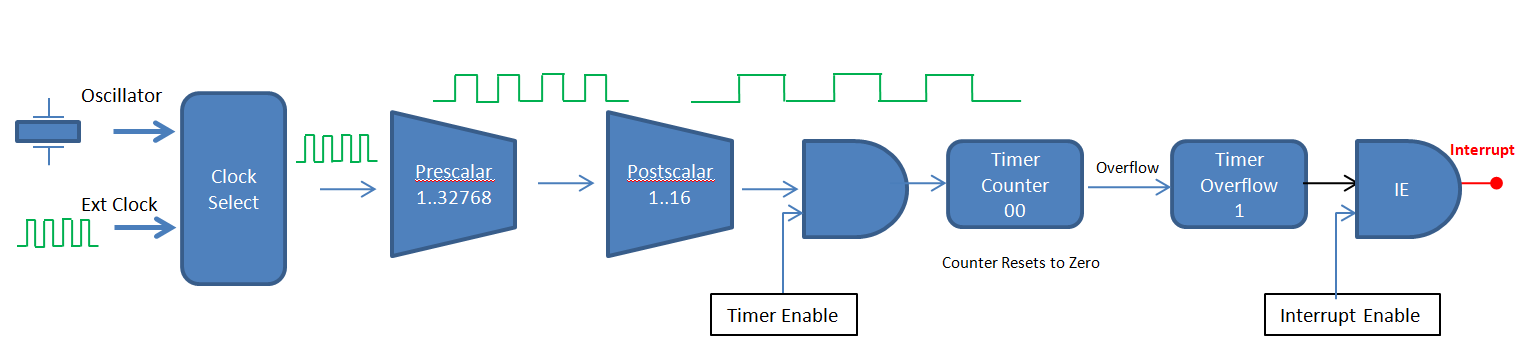 Oscillator
Ext Clock
Clock
Select
Prescalar
1..32768
Postscalar
1..16
Timer Enable
Timer
Counter
00
Counter Resets to Zero
Overflow
Timer
Overflow
1
IE
Interrupt
Interrupt Enable